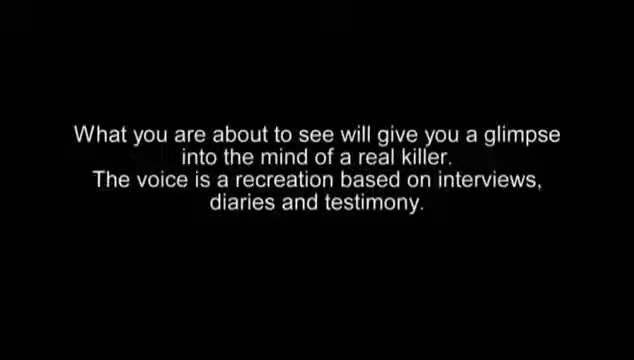 What you are about to see will give you a glimpse
into the mind of a real killer.
The voice is a recreation based on interviews,
diaries and testimony.